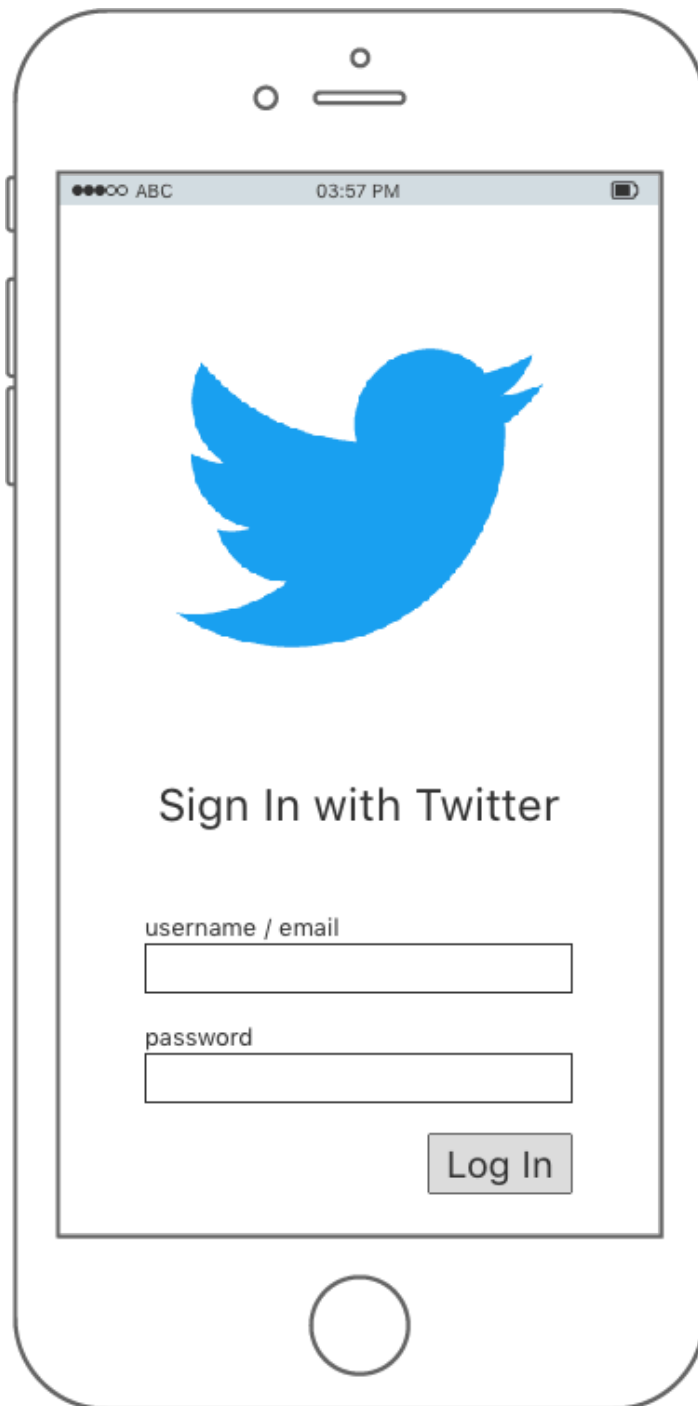 ABC 03:57 PM
Sign In with Twitter
username / email
password
Log In